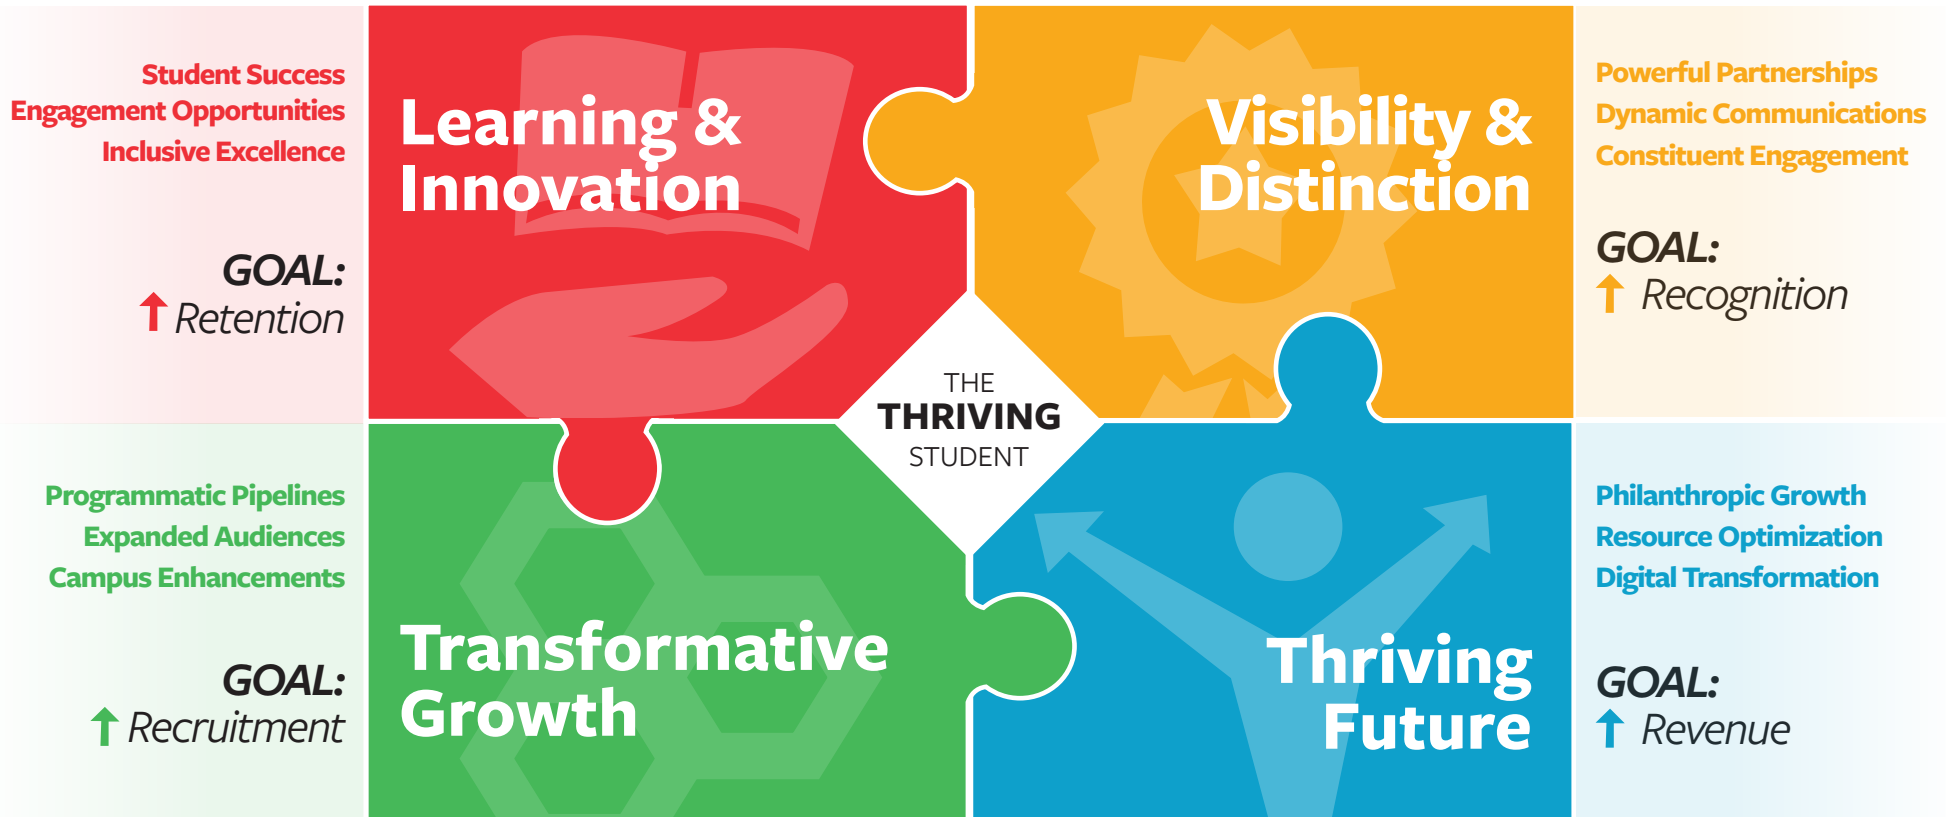 Student Success
Engagement Opportunities
Inclusive Excellence
GOAL:
Retention
Learning &
Innovation
Visibility &
Distinction
Powerful Partnerships
Dynamic Communications
Constituent Engagement
GOAL:
Recognition
THE
THRIVING
STUDENT
Programmatic Pipelines
Expanded Audiences
Campus Enhancements
GOAL:
Recruitment
Transformative
Growth
Thriving
Future
Philanthropic Growth
Resource Optimization
Digital Transformation
GOAL:
Revenue